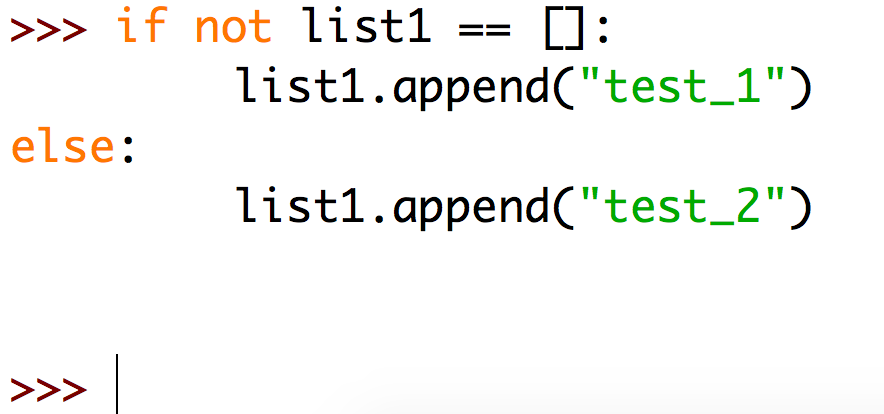 >>> if not list1 == []:
        list1.append("test_1")
else:
        list1.append("test_2")
>>>